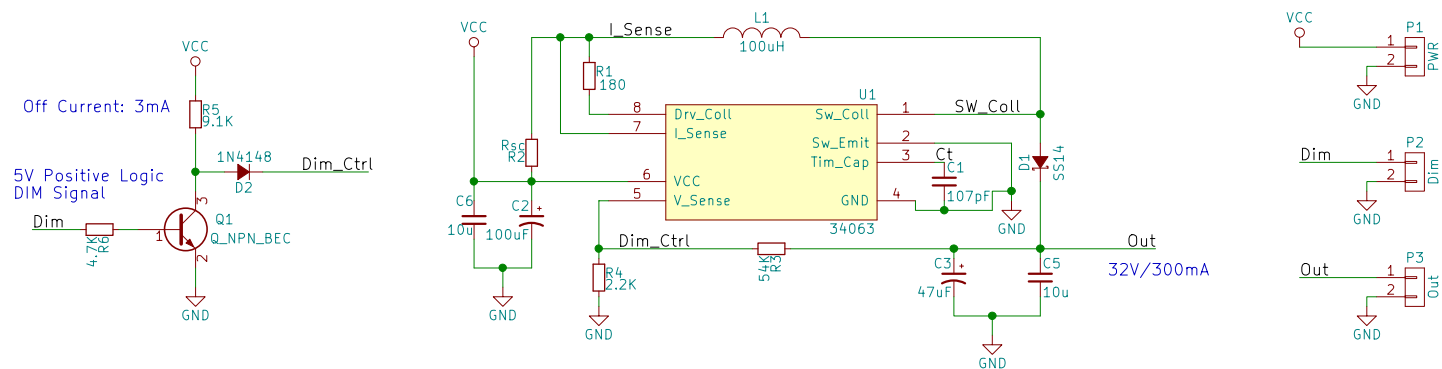 VCC
R5
9.1K
Off Current: 3mA
1N4148
D2
Dim_Ctrl
5V Positive Logic
DIM Signal
Dim
4.7K
R6
1
3
2
Q1
Q_NPN_BEC
GND
VCC
I_Sense
L1
100uH
R1
180
Rsc
R2
C6
10u
C2
+
100uF
GND
U1
8
Drv_Coll
7
I_Sense
6
VCC
5
V_Sense
Sw_Coll
1
Sw_Emit
2
Tim_Cap
3
GND
4
34063
SW_Coll
Ct
C1
107pF
GND
D1
SS14
Dim_Ctrl
R4
2.2K
GND
54K
R3
Out
32V/300mA
C3
+
47uF
C5
10u
GND
VCC
P1
1
2
PWR
GND
Dim
P2
1
2
Dim
GND
Out
P3
1
2
Out
GND